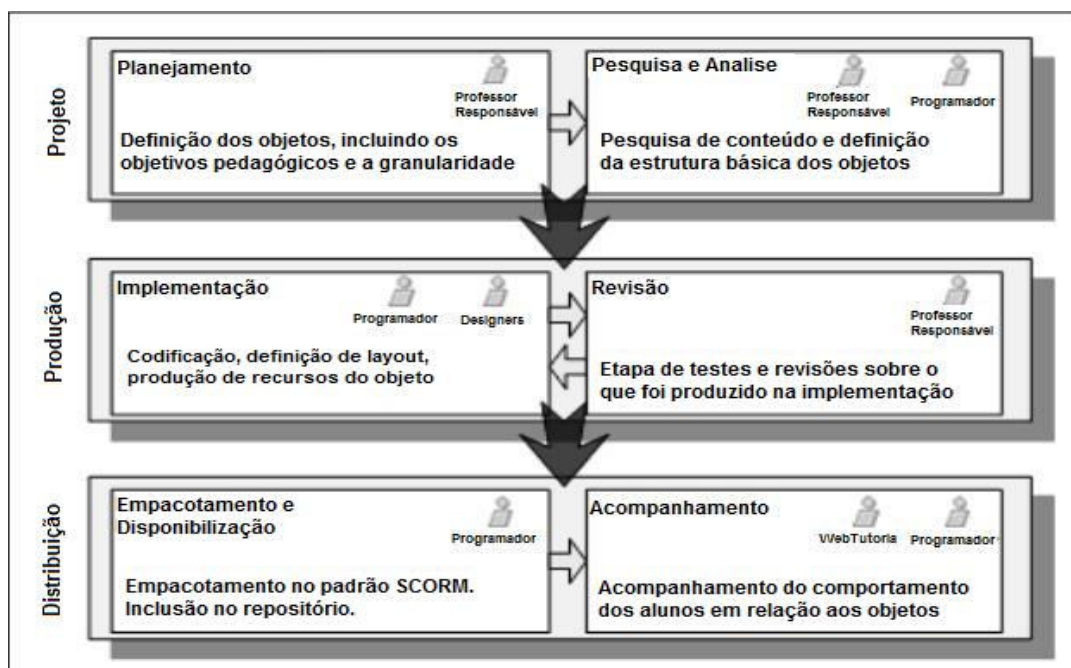 Projeto
Planejamento
Professor
Responsável
Definição dos objetos, incluindo os
objetivos pedagógicos e a granularidade
Pesquisa e Analise
Professor
Responsável
Programador
Pesquisa de conteúdo e definição
da estrutura básica dos objetos
Produção
Implementação
Programador
Designers
Codificação, definição de layout,
produção de recursos do objeto
Revisão
Professor
Responsável
Etapa de testes e revisões sobre o
que foi produzido na implementação
Distribuição
Empacotamento e
Disponibilização
Programador
Empacotamento no padrão SCORM.
Inclusão no repositório.
Acompanhamento
WebTutoria
Programador
Acompanhamento do comportamento
dos alunos em relação aos objetos